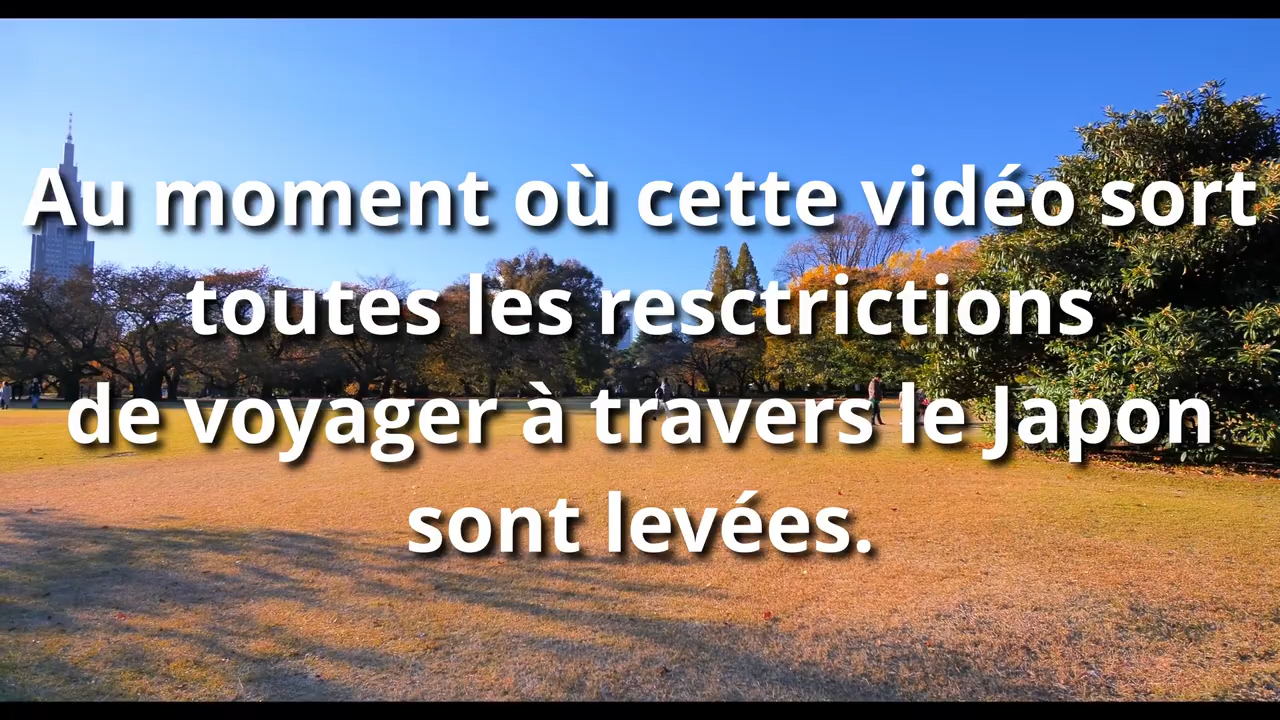 Au moment où cette vidéo sort
toutes les resctrictions
de voyager à travers le Japon
sont levées.